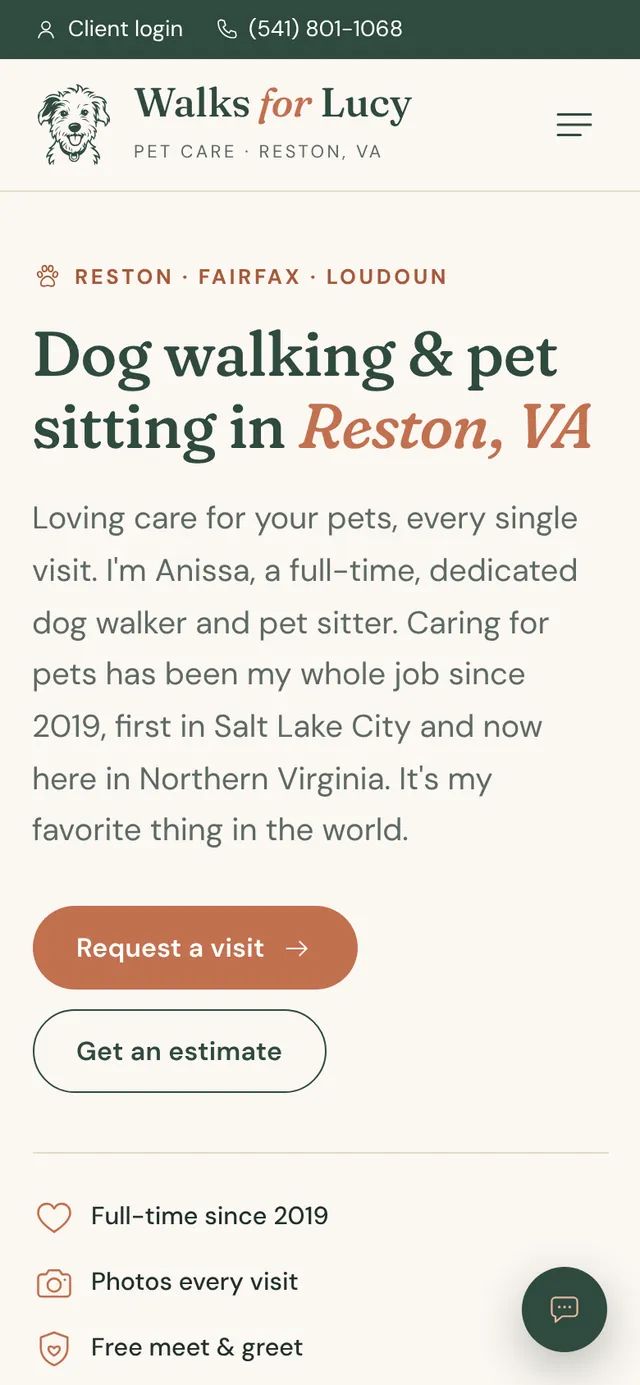 Client login (541) 801-1068
Walks for Lucy
PET CARE · RESTON, VA
RESTON · FAIRFAX · LOUDOUN
Dog walking & pet
sitting in Reston, VA
Loving care for your pets, every single
visit. I'm Anissa, a full-time, dedicated
dog walker and pet sitter. Caring for
pets has been my whole job since
2019, first in Salt Lake City and now
here in Northern Virginia. It's my
favorite thing in the world.
Request a visit →
Get an estimate
Full-time since 2019
Photos every visit
Free meet & greet